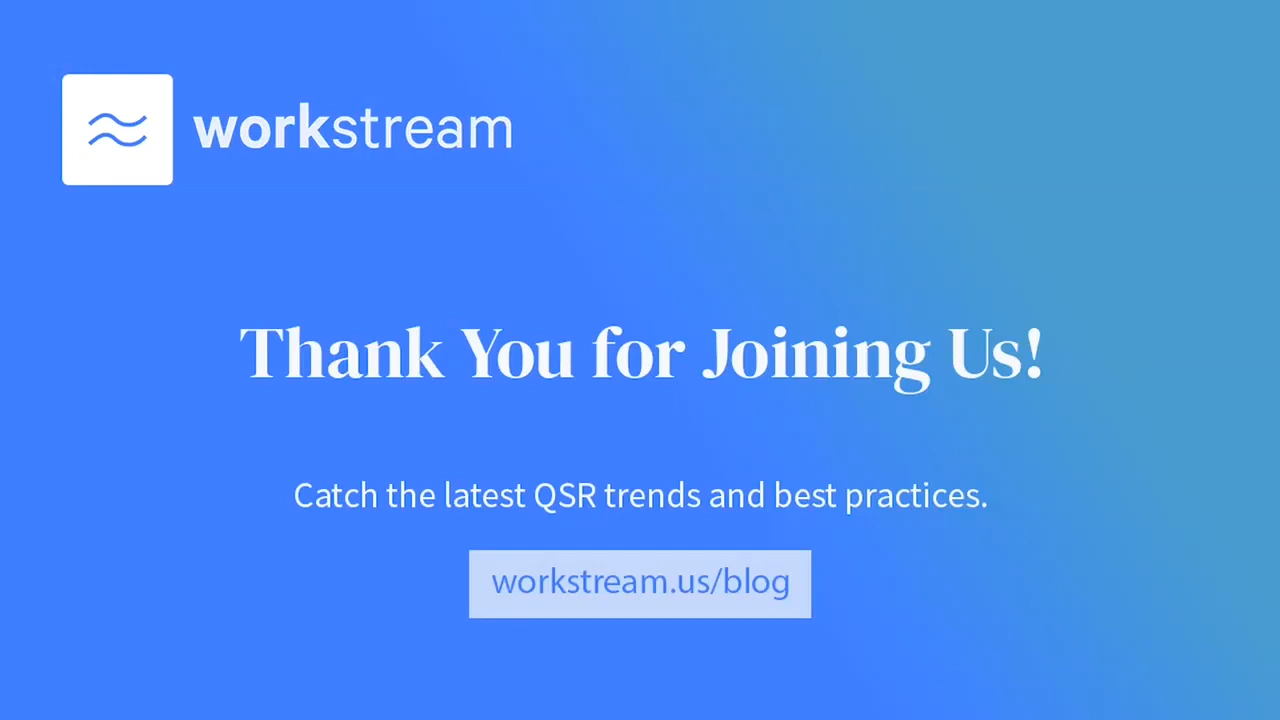 workstream
Thank You for Joining Us!
Catch the latest QSR trends and best practices.
workstream.us/blog